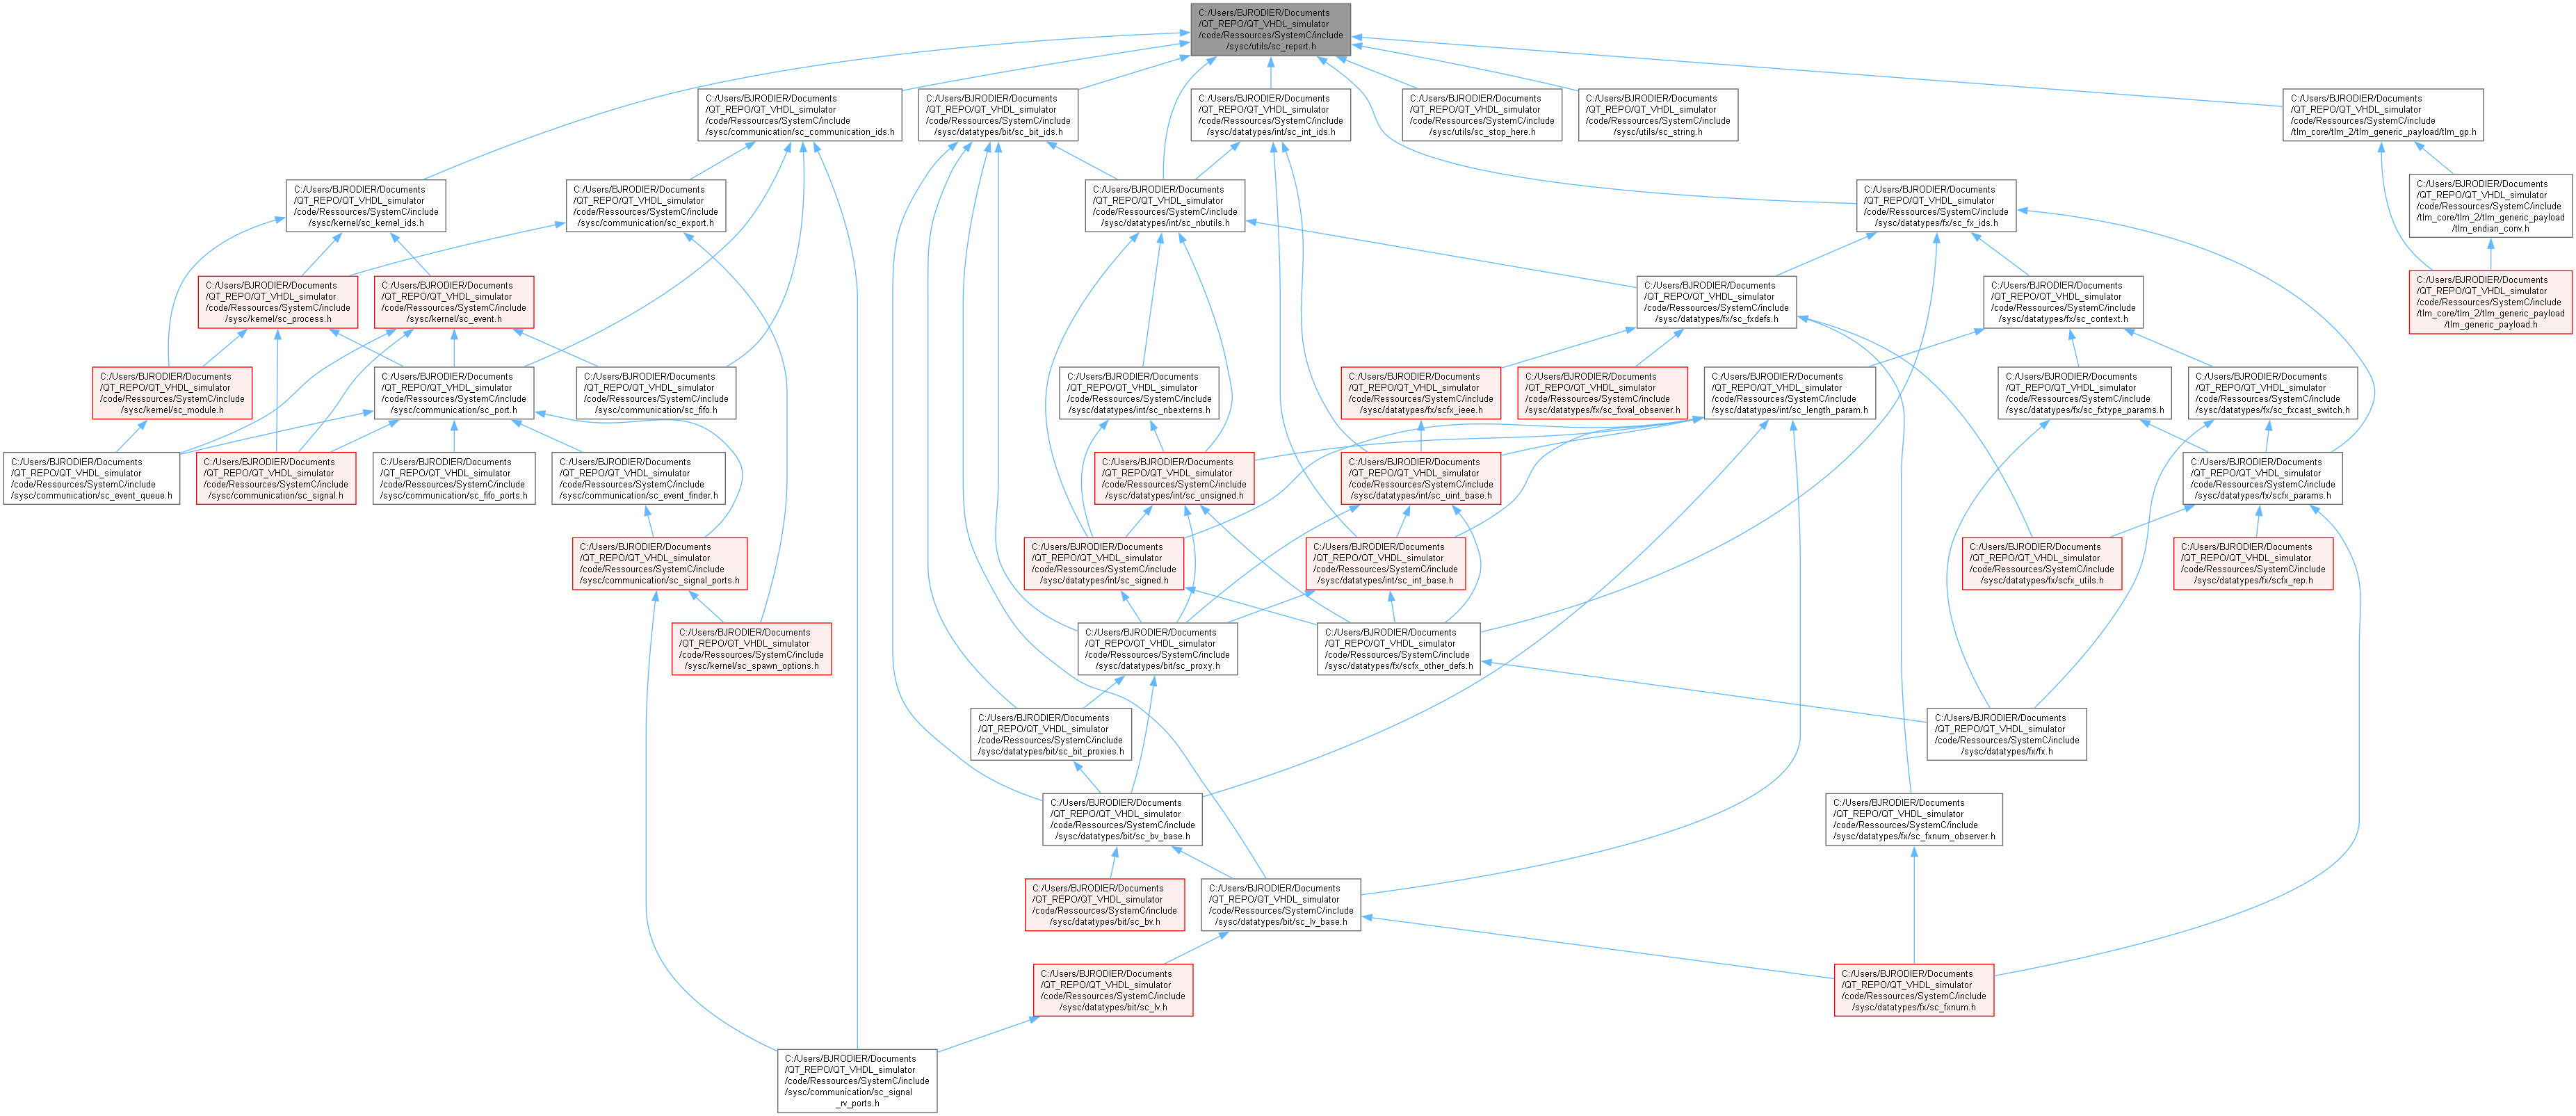 C:/Users/BJRODIER/Documents
/QT_REPO/QT_VHDL_simulator
/code/Ressources/SystemC/include
/sysc/utils/sc_report.h
C:/Users/BJRODIER/Documents
/QT_REPO/QT_VHDL_simulator
/code/Ressources/SystemC/include
/sysc/communication/sc_communication_ids.h
C:/Users/BJRODIER/Documents
/QT_REPO/QT_VHDL_simulator
/code/Ressources/SystemC/include
/sysc/datatypes/bit/sc_bit_ids.h
C:/Users/BJRODIER/Documents
/QT_REPO/QT_VHDL_simulator
/code/Ressources/SystemC/include
/sysc/datatypes/int/sc_int_ids.h
C:/Users/BJRODIER/Documents
/QT_REPO/QT_VHDL_simulator
/code/Ressources/SystemC/include
/sysc/utils/sc_stop_here.h
C:/Users/BJRODIER/Documents
/QT_REPO/QT_VHDL_simulator
/code/Ressources/SystemC/include
/sysc/utils/sc_string.h
C:/Users/BJRODIER/Documents
/QT_REPO/QT_VHDL_simulator
/code/Ressources/SystemC/include
/tlm_core/tlm_2/tlm_generic_payload/tlm_gp.h
C:/Users/BJRODIER/Documents
/QT_REPO/QT_VHDL_simulator
/code/Ressources/SystemC/include
/sysc/kernel/sc_kernel_ids.h
C:/Users/BJRODIER/Documents
/QT_REPO/QT_VHDL_simulator
/code/Ressources/SystemC/include
/sysc/communication/sc_export.h
C:/Users/BJRODIER/Documents
/QT_REPO/QT_VHDL_simulator
/code/Ressources/SystemC/include
/sysc/datatypes/int/sc_nbutils.h
C:/Users/BJRODIER/Documents
/QT_REPO/QT_VHDL_simulator
/code/Ressources/SystemC/include
/sysc/datatypes/fx/sc_fx_ids.h
C:/Users/BJRODIER/Documents
/QT_REPO/QT_VHDL_simulator
/code/Ressources/SystemC/include
/tlm_core/tlm_2/tlm_generic_payload
/tlm_endian_conv.h
C:/Users/BJRODIER/Documents
/QT_REPO/QT_VHDL_simulator
/code/Ressources/SystemC/include
/sysc/kernel/sc_process.h
C:/Users/BJRODIER/Documents
/QT_REPO/QT_VHDL_simulator
/code/Ressources/SystemC/include
/sysc/kernel/sc_event.h
C:/Users/BJRODIER/Documents
/QT_REPO/QT_VHDL_simulator
/code/Ressources/SystemC/include
/sysc/datatypes/fx/sc_fxdefs.h
C:/Users/BJRODIER/Documents
/QT_REPO/QT_VHDL_simulator
/code/Ressources/SystemC/include
/sysc/datatypes/fx/sc_context.h
C:/Users/BJRODIER/Documents
/QT_REPO/QT_VHDL_simulator
/code/Ressources/SystemC/include
/tlm_core/tlm_2/tlm_generic_payload
/tlm_generic_payload.h
C:/Users/BJRODIER/Documents
/QT_REPO/QT_VHDL_simulator
/code/Ressources/SystemC/include
/sysc/kernel/sc_module.h
C:/Users/BJRODIER/Documents
/QT_REPO/QT_VHDL_simulator
/code/Ressources/SystemC/include
/sysc/communication/sc_port.h
C:/Users/BJRODIER/Documents
/QT_REPO/QT_VHDL_simulator
/code/Ressources/SystemC/include
/sysc/communication/sc_fifo.h
C:/Users/BJRODIER/Documents
/QT_REPO/QT_VHDL_simulator
/code/Ressources/SystemC/include
/sysc/datatypes/int/sc_nbexterns.h
C:/Users/BJRODIER/Documents
/QT_REPO/QT_VHDL_simulator
/code/Ressources/SystemC/include
/sysc/datatypes/fx/scfx_ieee.h
C:/Users/BJRODIER/Documents
/QT_REPO/QT_VHDL_simulator
/code/Ressources/SystemC/include
/sysc/datatypes/fx/sc_fxval_observer.h
C:/Users/BJRODIER/Documents
/QT_REPO/QT_VHDL_simulator
/code/Ressources/SystemC/include
/sysc/datatypes/int/sc_length_param.h
C:/Users/BJRODIER/Documents
/QT_REPO/QT_VHDL_simulator
/code/Ressources/SystemC/include
/sysc/datatypes/fx/sc_fxtype_params.h
C:/Users/BJRODIER/Documents
/QT_REPO/QT_VHDL_simulator
/code/Ressources/SystemC/include
/sysc/datatypes/fx/sc_fxcast_switch.h
C:/Users/BJRODIER/Documents
/QT_REPO/QT_VHDL_simulator
/code/Ressources/SystemC/include
/sysc/communication/sc_event_queue.h
C:/Users/BJRODIER/Documents
/QT_REPO/QT_VHDL_simulator
/code/Ressources/SystemC/include
/sysc/communication/sc_signal.h
C:/Users/BJRODIER/Documents
/QT_REPO/QT_VHDL_simulator
/code/Ressources/SystemC/include
/sysc/communication/sc_fifo_ports.h
C:/Users/BJRODIER/Documents
/QT_REPO/QT_VHDL_simulator
/code/Ressources/SystemC/include
/sysc/communication/sc_event_finder.h
C:/Users/BJRODIER/Documents
/QT_REPO/QT_VHDL_simulator
/code/Ressources/SystemC/include
/sysc/datatypes/int/sc_unsigned.h
C:/Users/BJRODIER/Documents
/QT_REPO/QT_VHDL_simulator
/code/Ressources/SystemC/include
/sysc/datatypes/int/sc_uint_base.h
C:/Users/BJRODIER/Documents
/QT_REPO/QT_VHDL_simulator
/code/Ressources/SystemC/include
/sysc/datatypes/fx/scfx_params.h
C:/Users/BJRODIER/Documents
/QT_REPO/QT_VHDL_simulator
/code/Ressources/SystemC/include
/sysc/communication/sc_signal_ports.h
C:/Users/BJRODIER/Documents
/QT_REPO/QT_VHDL_simulator
/code/Ressources/SystemC/include
/sysc/datatypes/int/sc_signed.h
C:/Users/BJRODIER/Documents
/QT_REPO/QT_VHDL_simulator
/code/Ressources/SystemC/include
/sysc/datatypes/int/sc_int_base.h
C:/Users/BJRODIER/Documents
/QT_REPO/QT_VHDL_simulator
/code/Ressources/SystemC/include
/sysc/datatypes/fx/scfx_utils.h
C:/Users/BJRODIER/Documents
/QT_REPO/QT_VHDL_simulator
/code/Ressources/SystemC/include
/sysc/datatypes/fx/scfx_rep.h
C:/Users/BJRODIER/Documents
/QT_REPO/QT_VHDL_simulator
/code/Ressources/SystemC/include
/sysc/kernel/sc_spawn_options.h
C:/Users/BJRODIER/Documents
/QT_REPO/QT_VHDL_simulator
/code/Ressources/SystemC/include
/sysc/datatypes/bit/sc_proxy.h
C:/Users/BJRODIER/Documents
/QT_REPO/QT_VHDL_simulator
/code/Ressources/SystemC/include
/sysc/datatypes/fx/scfx_other_defs.h
C:/Users/BJRODIER/Documents
/QT_REPO/QT_VHDL_simulator
/code/Ressources/SystemC/include
/sysc/datatypes/bit/sc_bit_proxies.h
C:/Users/BJRODIER/Documents
/QT_REPO/QT_VHDL_simulator
/code/Ressources/SystemC/include
/sysc/datatypes/fx/fx.h
C:/Users/BJRODIER/Documents
/QT_REPO/QT_VHDL_simulator
/code/Ressources/SystemC/include
/sysc/datatypes/bit/sc_bv_base.h
C:/Users/BJRODIER/Documents
/QT_REPO/QT_VHDL_simulator
/code/Ressources/SystemC/include
/sysc/datatypes/fx/sc_fxnum_observer.h
C:/Users/BJRODIER/Documents
/QT_REPO/QT_VHDL_simulator
/code/Ressources/SystemC/include
/sysc/datatypes/bit/sc_bv.h
C:/Users/BJRODIER/Documents
/QT_REPO/QT_VHDL_simulator
/code/Ressources/SystemC/include
/sysc/datatypes/bit/sc_lv_base.h
C:/Users/BJRODIER/Documents
/QT_REPO/QT_VHDL_simulator
/code/Ressources/SystemC/include
/sysc/datatypes/bit/sc_lv.h
C:/Users/BJRODIER/Documents
/QT_REPO/QT_VHDL_simulator
/code/Ressources/SystemC/include
/sysc/datatypes/fx/sc_fxnum.h
C:/Users/BJRODIER/Documents
/QT_REPO/QT_VHDL_simulator
/code/Ressources/SystemC/include
/sysc/communication/sc_signal
_rv_ports.h